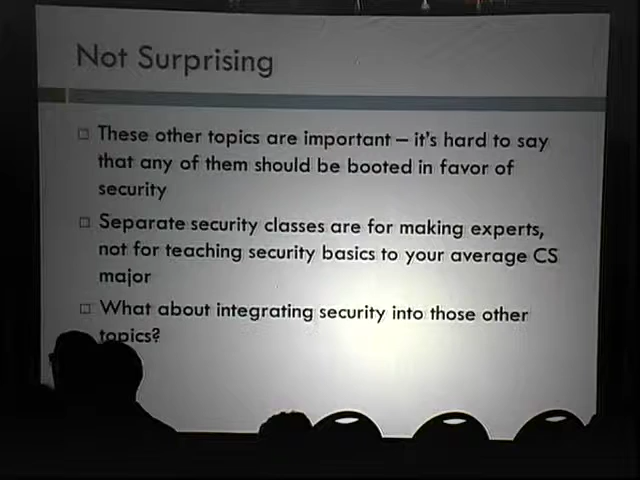 Not Surprising
These other topics are important – it's hard to say
that any of them should be booted in favor of
security
Separate security classes are for making experts,
not for teaching security basics to your average CS
major
What about integrating security into those other
topics?